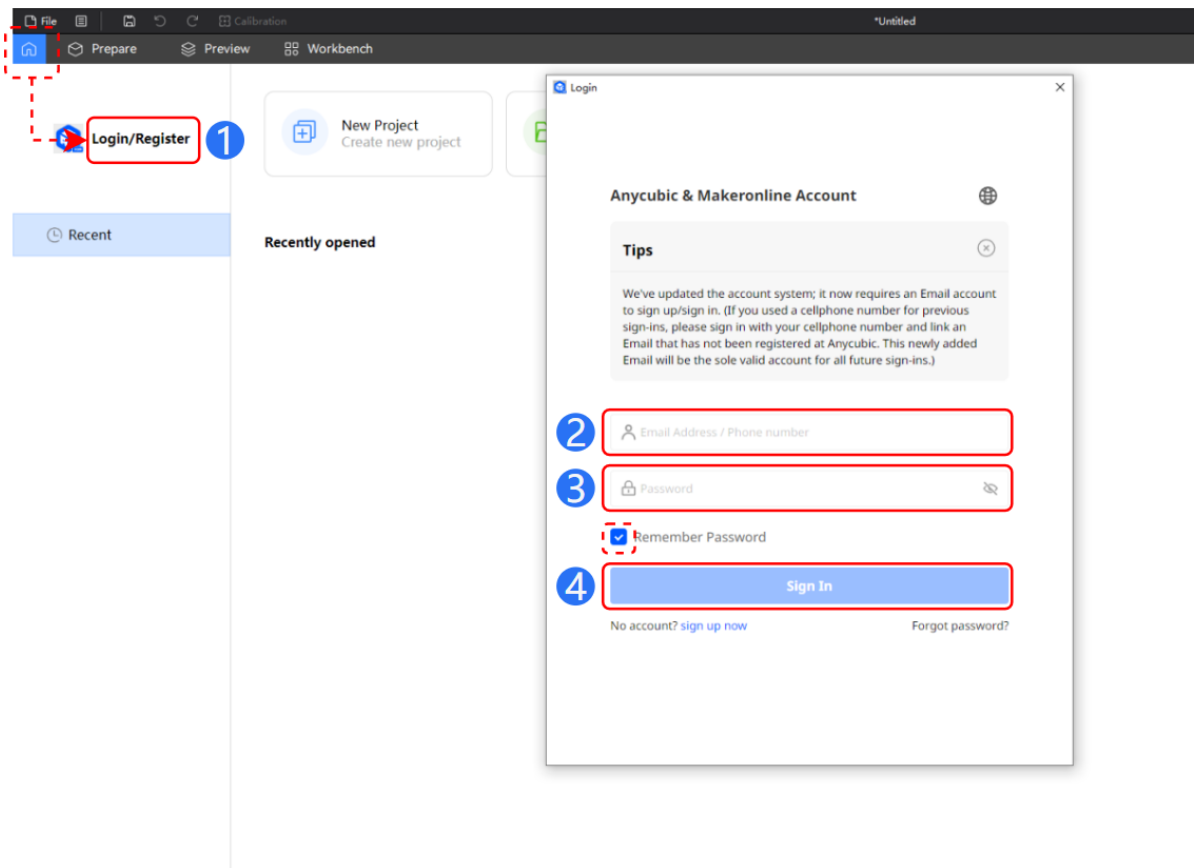 File
Calibration
*Untitled
Prepare
Preview
Workbench
Login/Register
1
New Project
Create new project
Recent
Recently opened
Login
Anycubic & Makeronline Account
Tips
We've updated the account system; it now requires an Email account
to sign up/sign in. (If you used a cellphone number for previous
sign-ins, please sign in with your cellphone number and link an
Email that has not been registered at Anycubic. This newly added
Email will be the sole valid account for all future sign-ins.)
2
Email Address / Phone number
3
Password
Remember Password
4
Sign In
No account? sign up now
Forgot password?